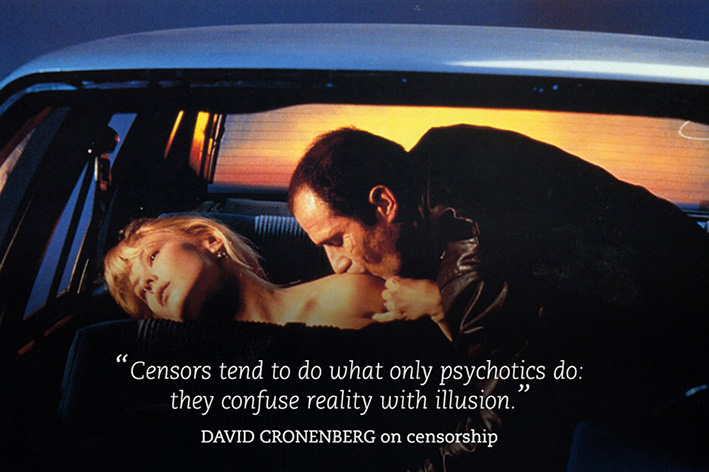 “Censors tend to do what only psychotics do:
they confuse reality with illusion.”
DAVID CRONENBERG on censorship